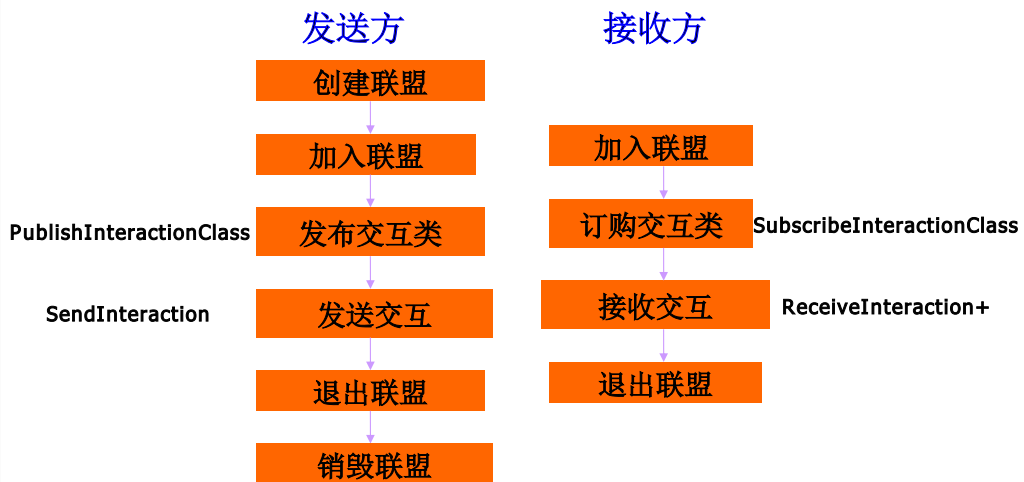 发送方
接收方
创建联盟
加入联盟
加入联盟
PublishInteractionClass
发布交互类
订购交互类
SubscribeInteractionClass
SendInteraction
发送交互
接收交互
ReceiveInteraction+
退出联盟
退出联盟
销毁联盟